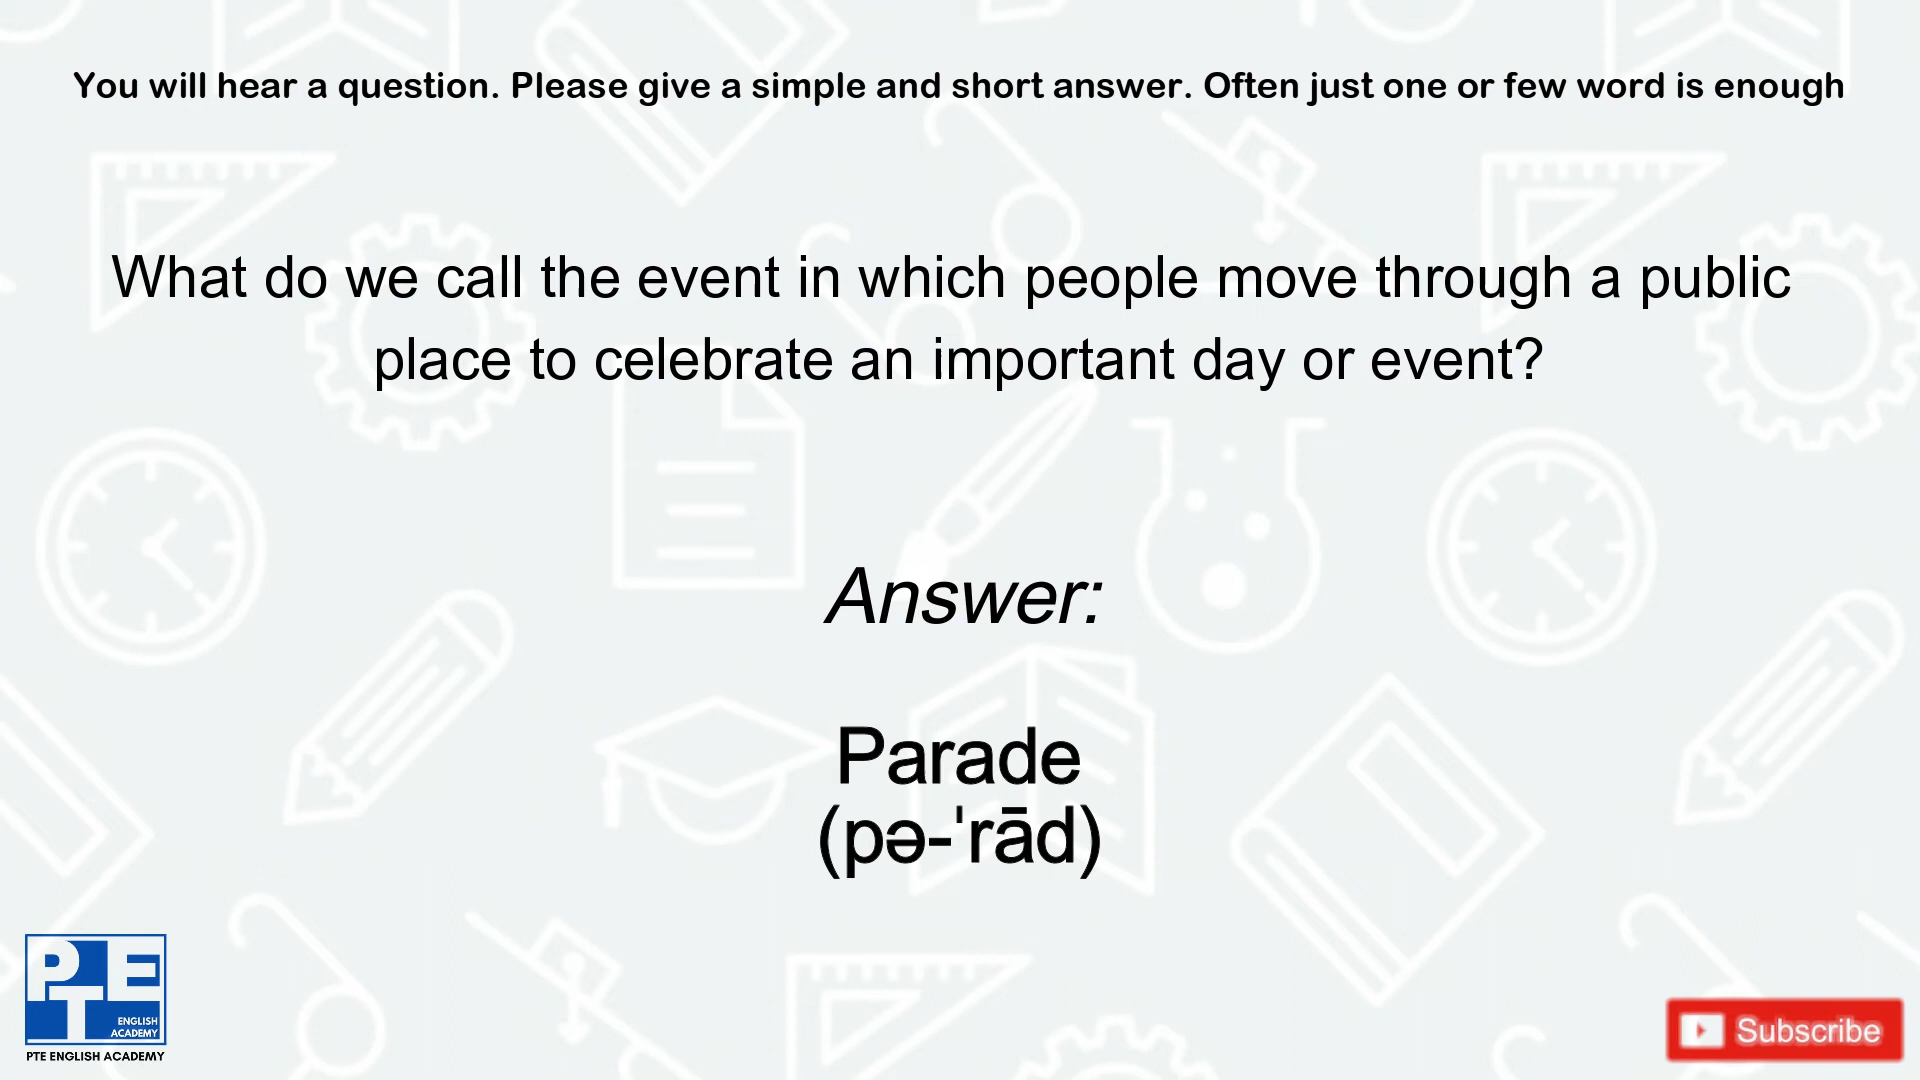 You will hear a question. Please give a simple and short answer. Often just one or few word is enough
What do we call the event in which people move through a public
place to celebrate an important day or event?
Answer:
Parade
(pə-ˈrād)
PTE
ENGLISH
ACADEMY
PTE ENGLISH ACADEMY
Subscribe